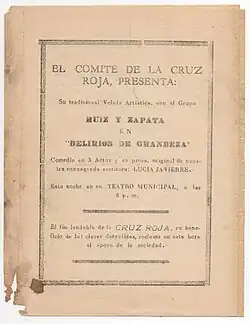 EL COMITE DE LA CRUZ
ROJA, PRESENTA:
Su tradicional Velada Artística, con el Grupo
RUIZ Y ZAPATA
EN
"DELIRIOS DE GRANDEZA"
Comedia en 3 Actos y en prosa, original de nues-
tra consagrada escritora: LUCIA JAVIERRE.
Esta noche en el TEATRO MUNICIPAL, a las
8 p. m.
El fin laudable de la CRUZ ROJA, en bene-
ficio de las clases desvalidas, reclama en esta hora
el apoyo de la sociedad.